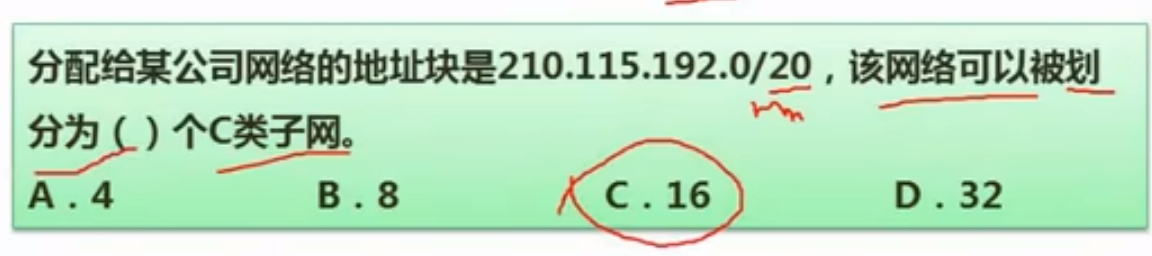 分配给某公司网络的地址块是210.115.192.0/20，该网络可以被划
分为（ ）个C类子网。
A．4 B．8 C．16 D．32